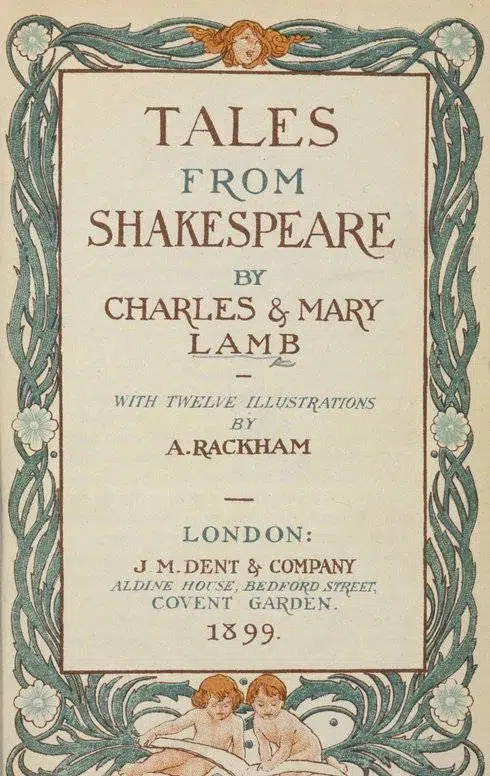 TALES
FROM
SHAKESPEARE
BY
CHARLES & MARY
LAMB
WITH TWELVE ILLUSTRATIONS
BY
A. RACKHAM
LONDON:
J M. DENT & COMPANY
ALDINE HOUSE, BEDFORD STREET,
COVENT GARDEN.
1899.